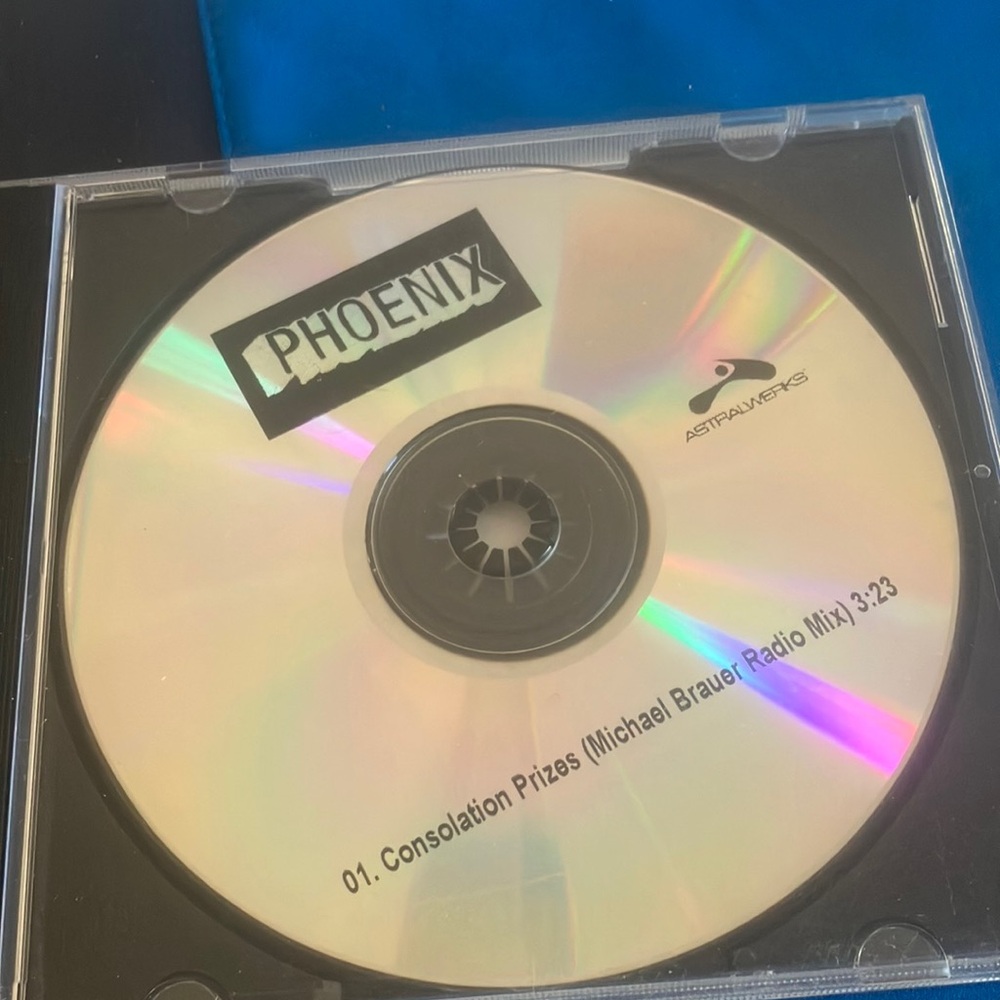 PHOENIX
ASTRALWERKS
01. Consolation Prizes (Michael Brauer Radio Mix) 3:23